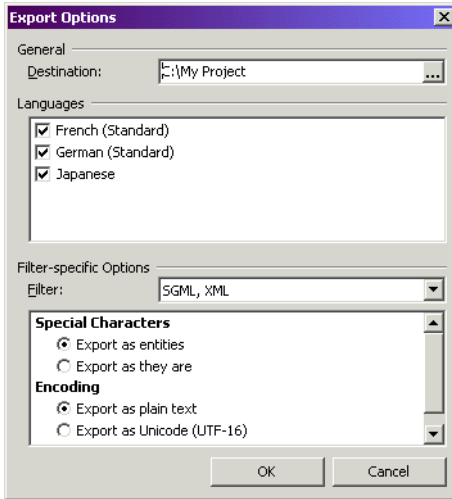 Export Options
General
Destination: C:\My Project ...
Languages
French (Standard)
German (Standard)
Japanese
Filter-specific Options
Filter: SGML, XML
Special Characters
Export as entities
Export as they are
Encoding
Export as plain text
Export as Unicode (UTF-16)
OK Cancel